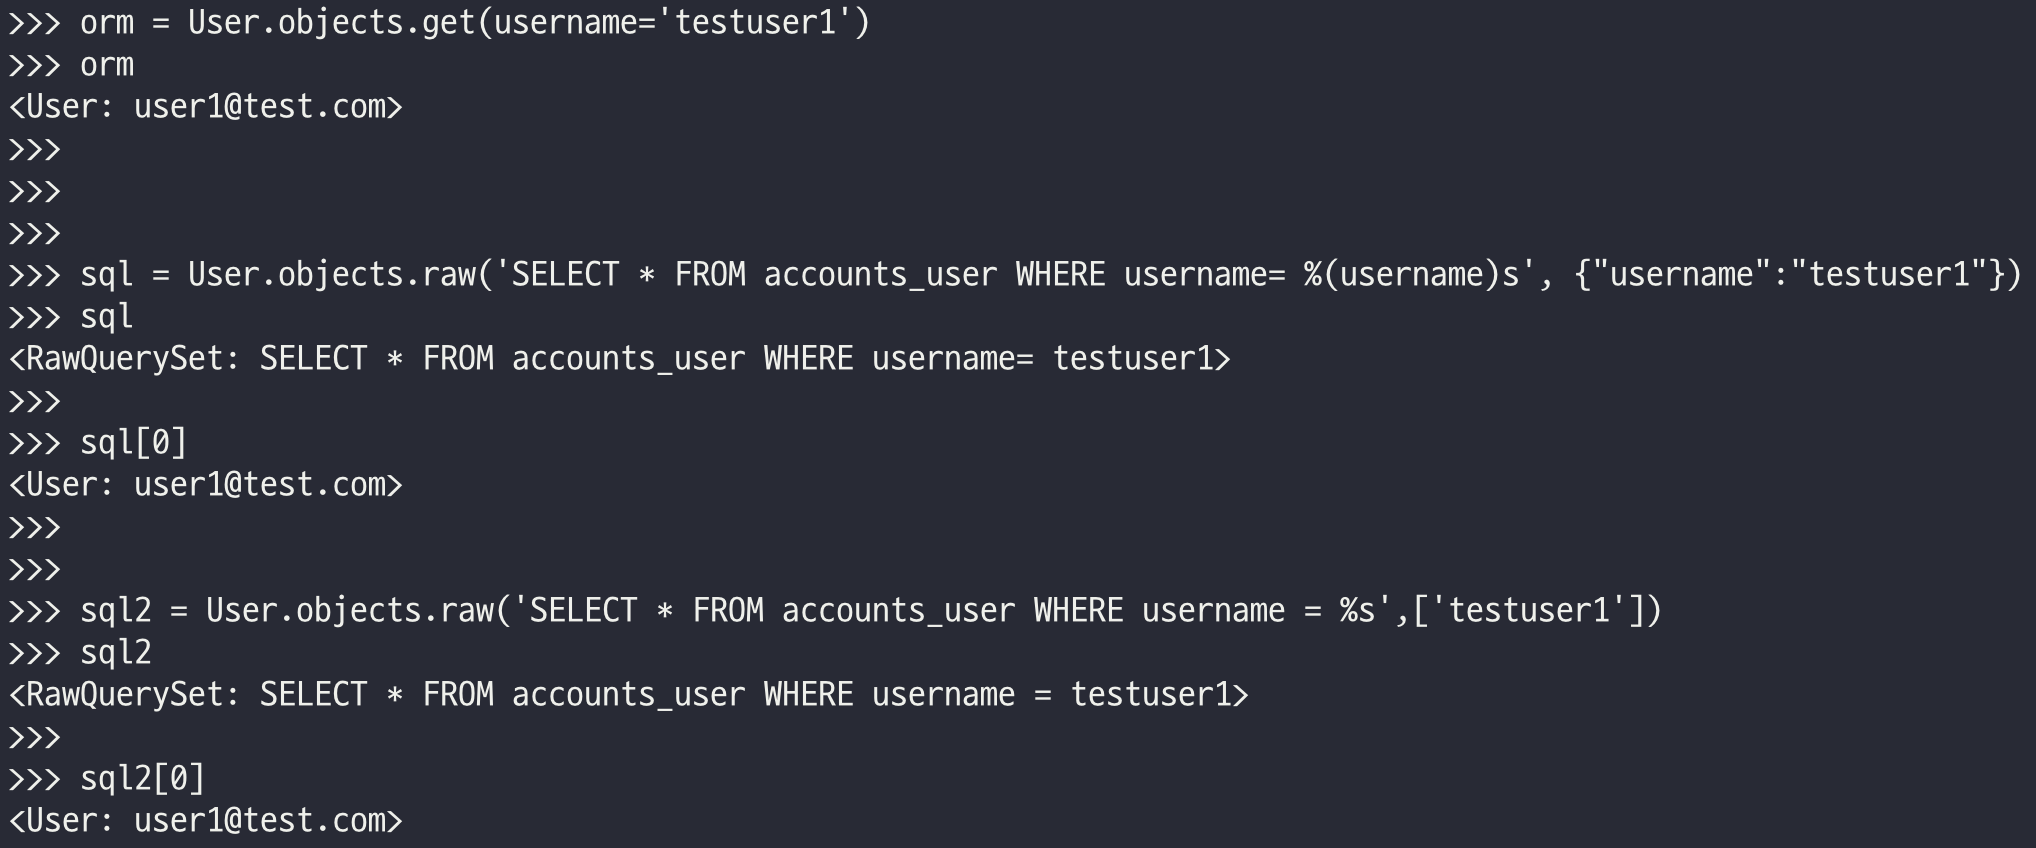 >>> orm = User.objects.get(username='testuser1')
>>> orm
<User: user1@test.com>
>>>
>>>
>>>
>>> sql = User.objects.raw('SELECT * FROM accounts_user WHERE username= %(username)s', {"username":"testuser1"})
>>> sql
<RawQuerySet: SELECT * FROM accounts_user WHERE username= testuser1>
>>>
>>> sql[0]
<User: user1@test.com>
>>>
>>>
>>> sql2 = User.objects.raw('SELECT * FROM accounts_user WHERE username = %s',['testuser1'])
>>> sql2
<RawQuerySet: SELECT * FROM accounts_user WHERE username = testuser1>
>>>
>>> sql2[0]
<User: user1@test.com>